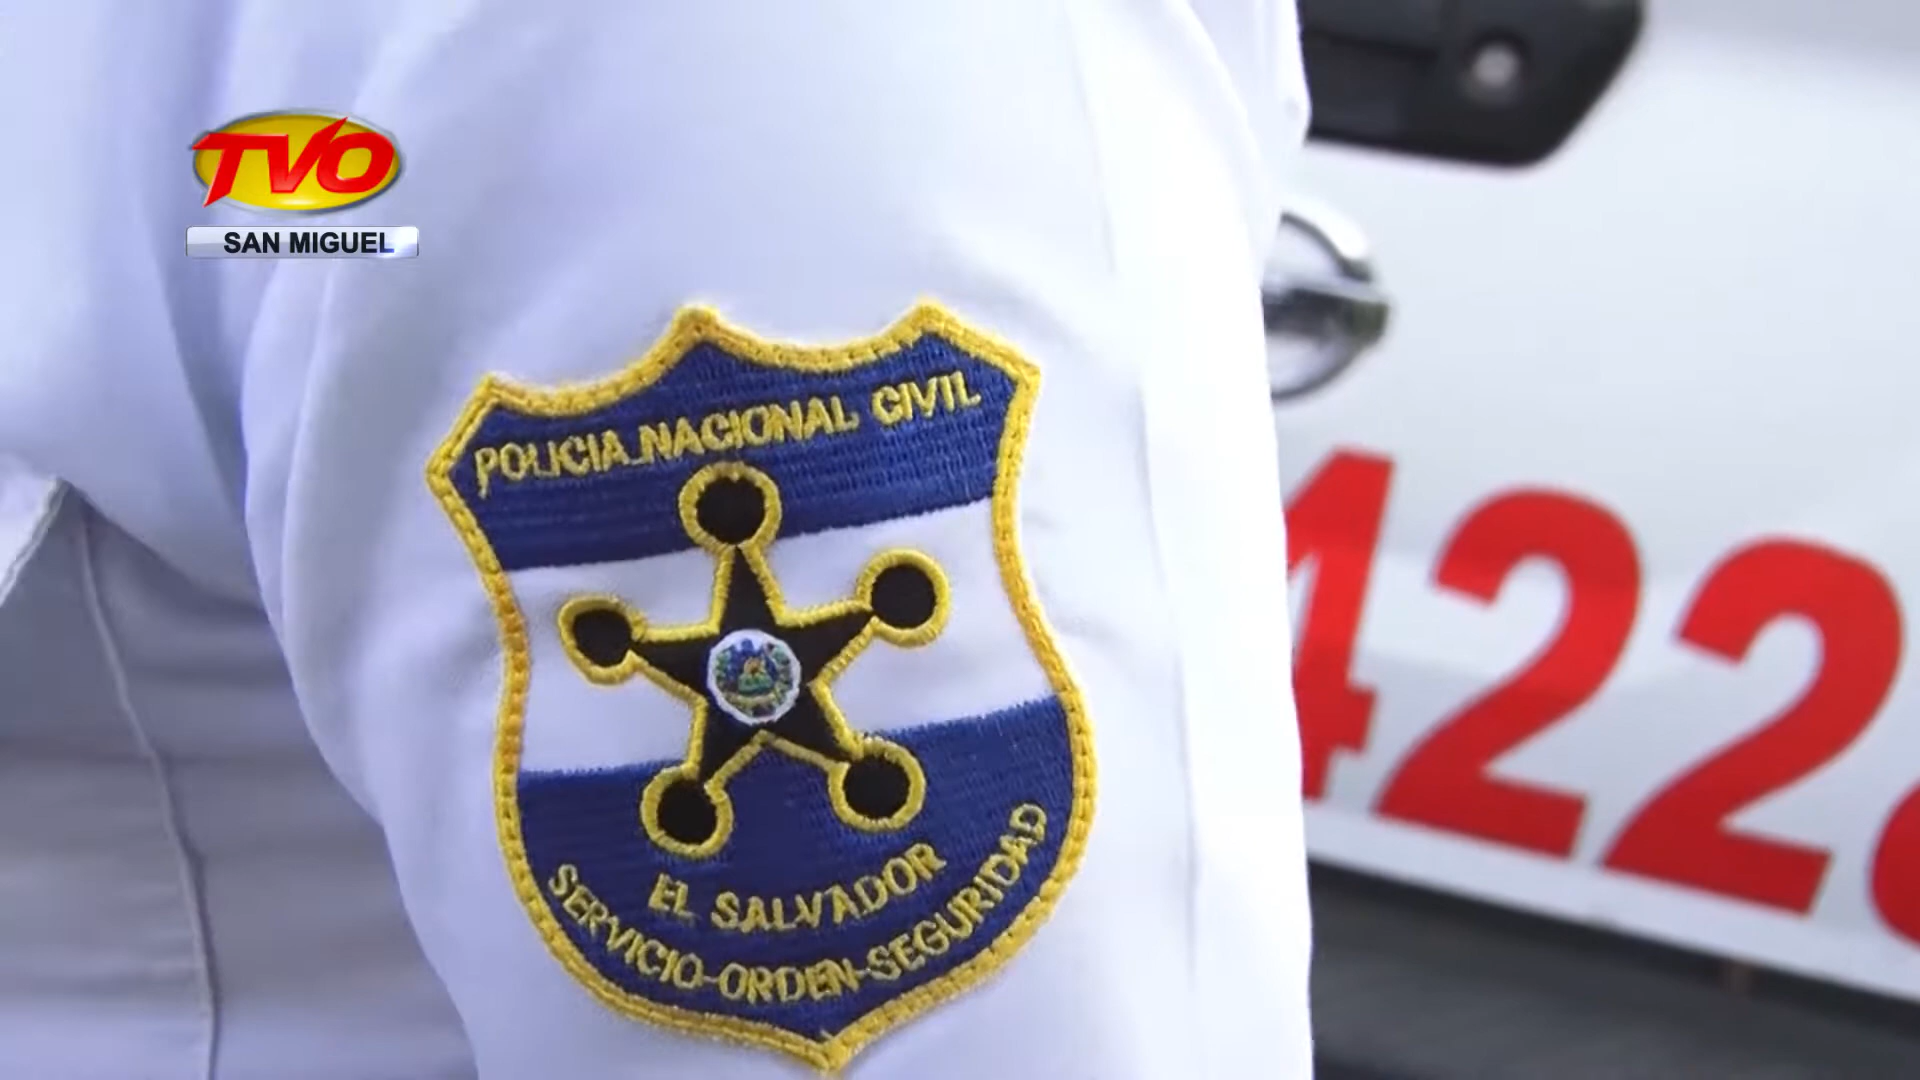 TVO
SAN MIGUEL
POLICIA NACIONAL CIVIL
EL SALVADOR
SERVICIO-ORDEN-SEGURIDAD
422